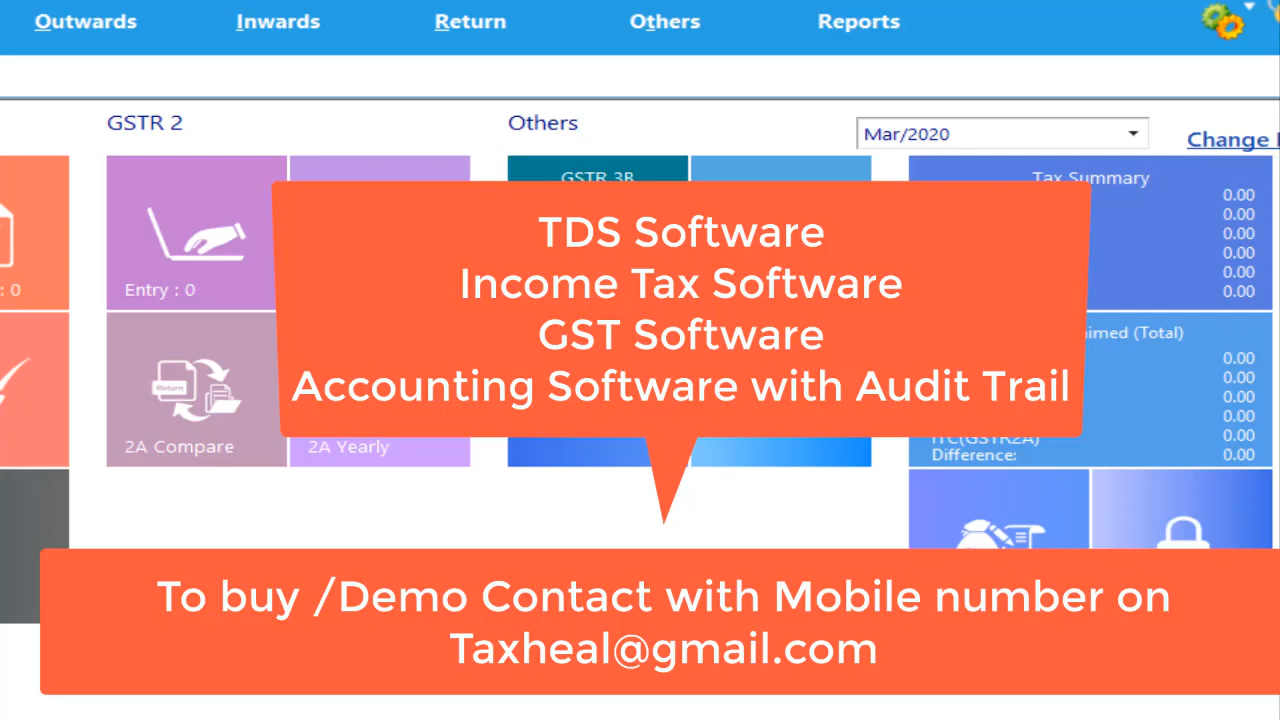 Outwards
Inwards
Return
Others
Reports
GSTR 2
Others
Mar/2020
Change
GSTR 3B
Tax Summary
0.00
0.00
0.00
0.00
0.00
0.00
: 0
Entry : 0
TDS Software
Income Tax Software
GST Software
Accounting Software with Audit Trail
(Total)
0.00
0.00
0.00
0.00
ITC(GSTR2A) 0.00
Difference: 0.00
Return
2A Compare
2A Yearly
To buy /Demo Contact with Mobile number on
Taxheal@gmail.com